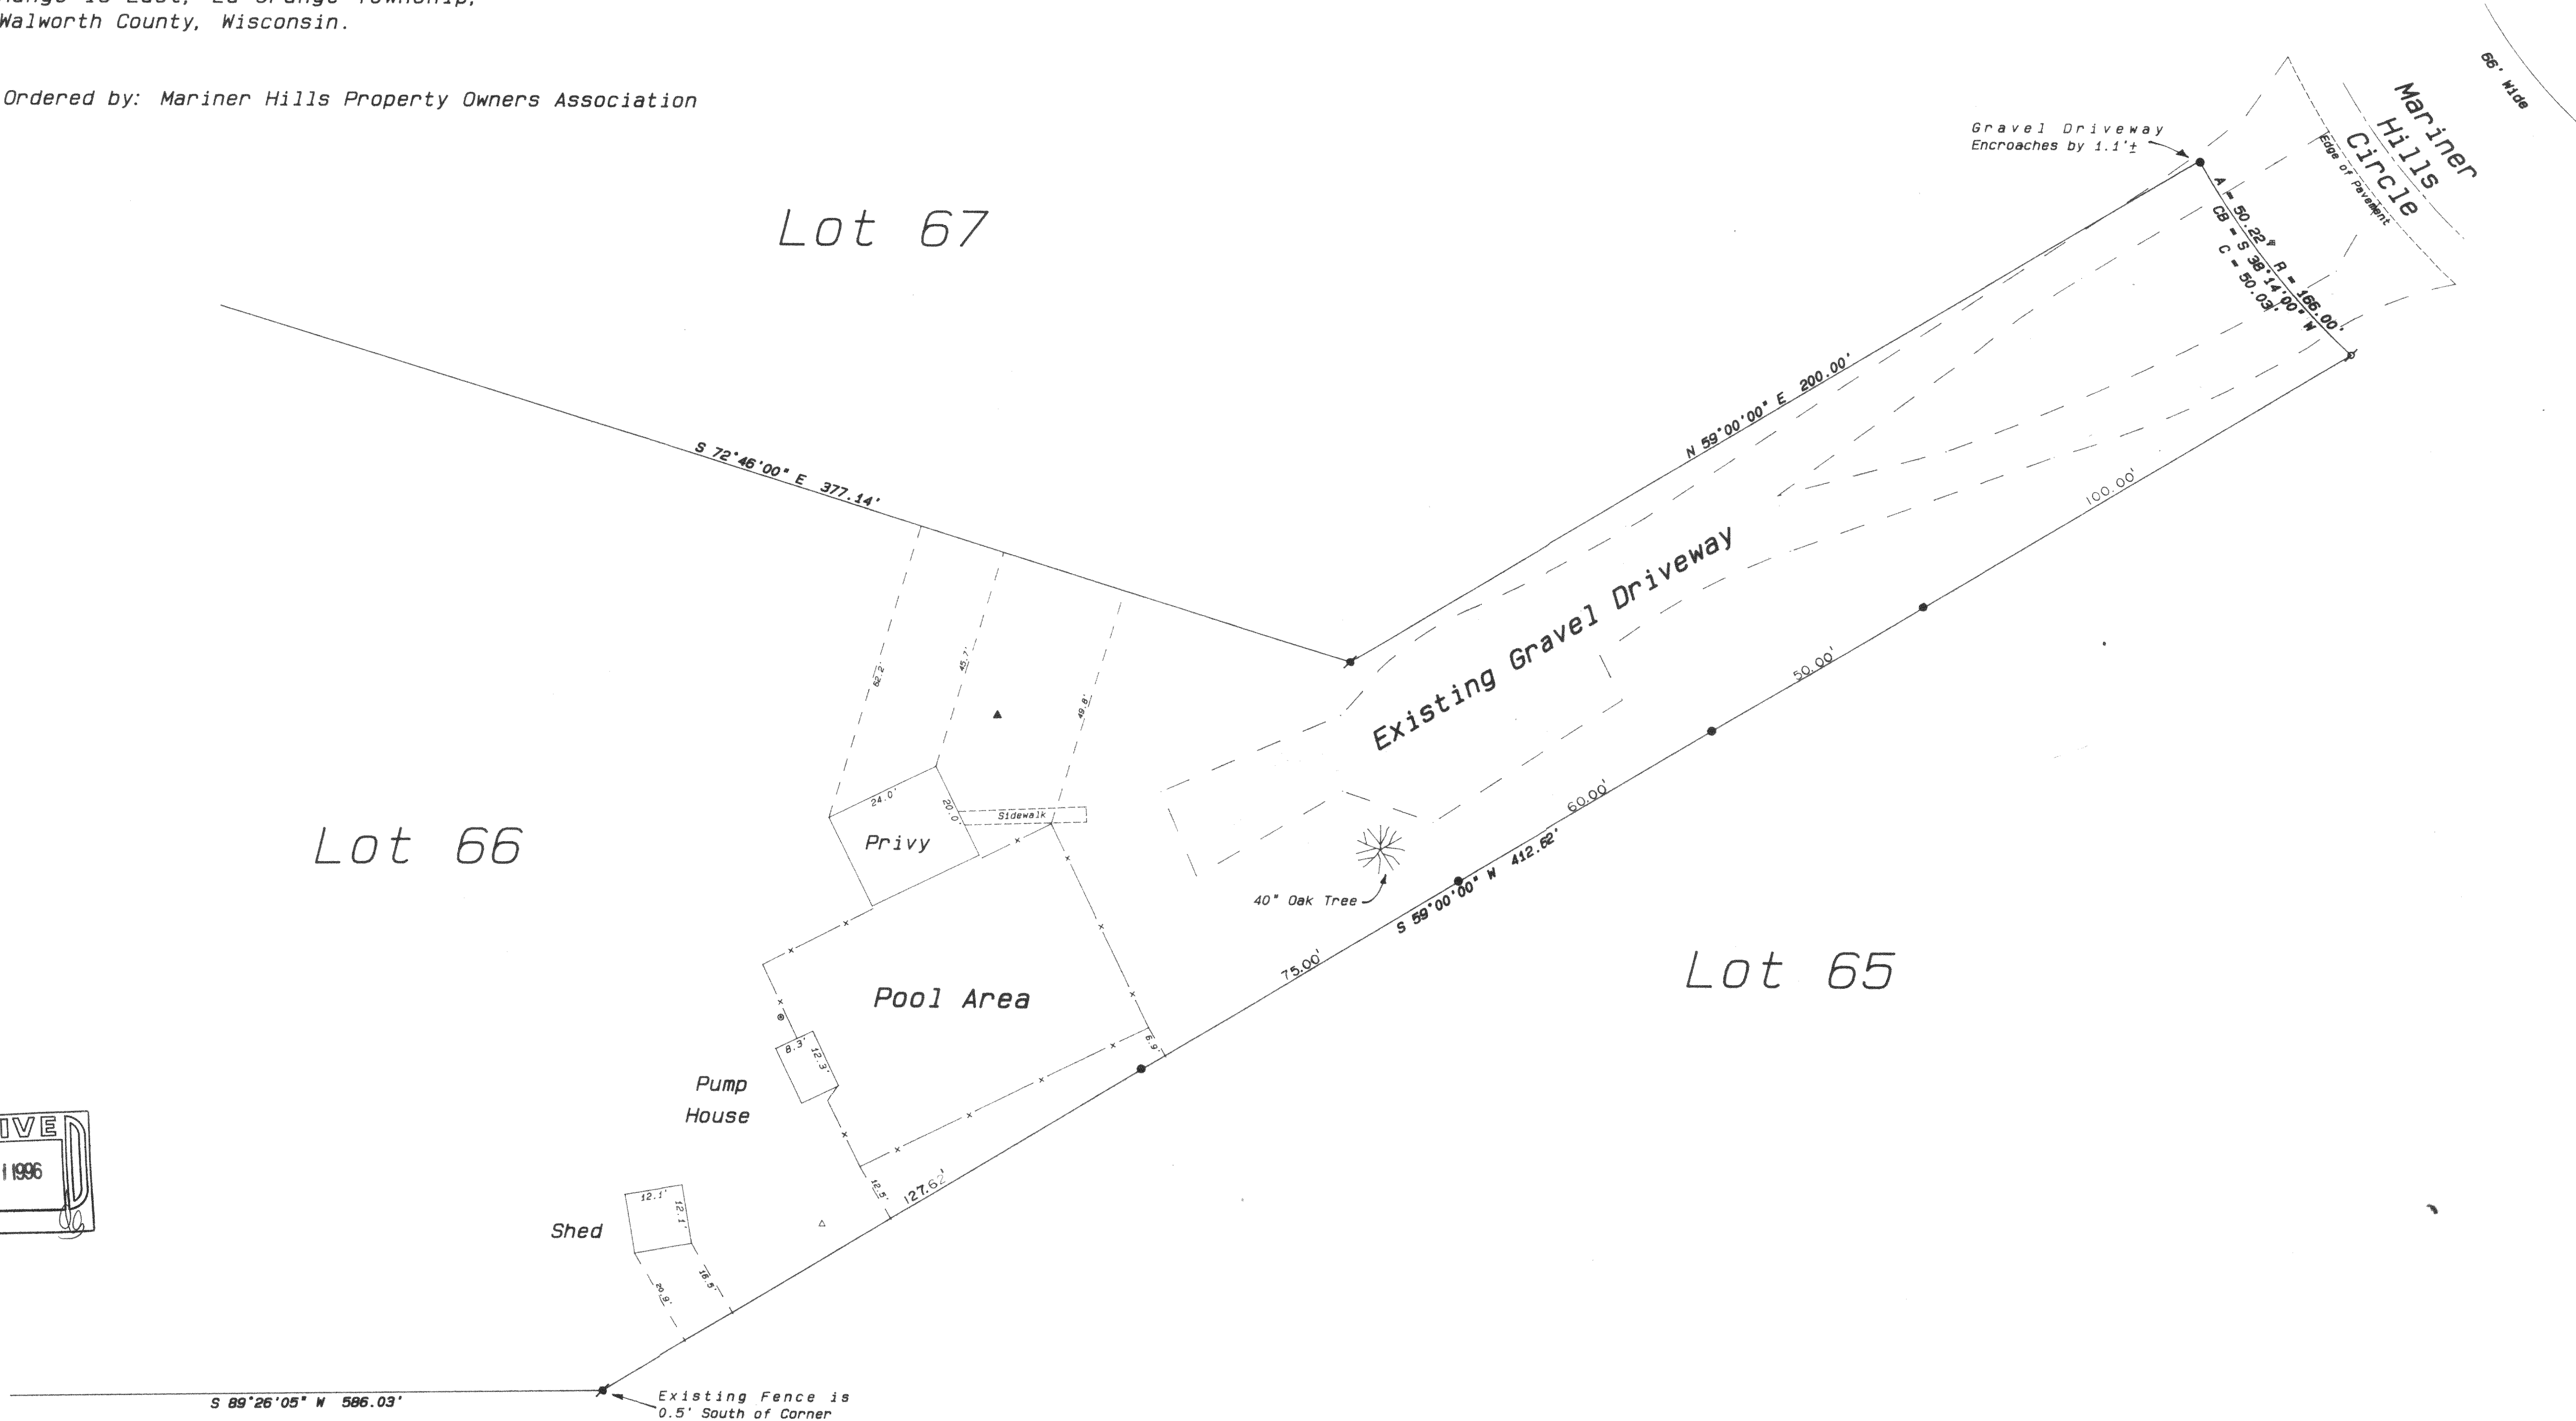 Walworth County, Wisconsin.
Ordered by: Mariner Hills Property Owners Association
66' Wide
Mariner
Hills
Circle
Edge of Pavement
Gravel Driveway
Encroaches by 1.1'±
A = 50.22' R = 166.00'
CB = S 38°14'00" W
C = 50.03'
Lot 67
N 59°00'00" E 200.00'
S 72°46'00" E 377.14'
100.00'
Existing Gravel Driveway
50.00'
62.2'
45.7'
49.8'
60.00'
24.0'
20.0'
Sidewalk
Privy
Lot 66
40" Oak Tree
S 59°00'00" W 412.62'
75.00'
Lot 65
Pool Area
8.3'
12.3'
6.9'
Pump
House
12.5'
127.62'
IVED
1 1996
12.1'
12.1'
Shed
20.9'
16.5'
S 89°26'05" W 586.03'
Existing Fence is
0.5' South of Corner